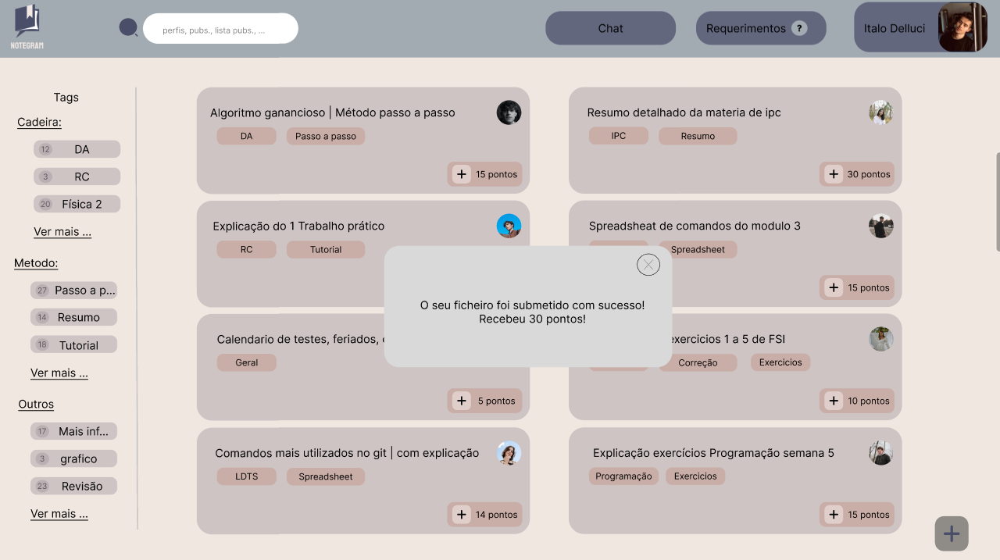 NOTEGRAM
perfis, pubs., lista pubs., ...
Chat
Requerimentos ?
Italo Delluci
Tags
Cadeira:
12 DA
3 RC
20 Física 2
Ver mais ...
Metodo:
27 Passo a p...
14 Resumo
18 Tutorial
Ver mais ...
Outros
17 Mais inf...
3 grafico
23 Revisão
Ver mais ...
Algoritmo ganancioso | Método passo a passo
DA Passo a passo
+ 15 pontos
Resumo detalhado da materia de ipc
IPC Resumo
+ 30 pontos
Explicação do 1 Trabalho prático
RC Tutorial
Spreadsheat de comandos do modulo 3
Spreadsheet
+ 15 pontos
O seu ficheiro foi submetido com sucesso!
Recebeu 30 pontos!
Calendario de testes, feriados,
Geral
+ 5 pontos
exercicios 1 a 5 de FSI
Correção Exercicios
+ 10 pontos
Comandos mais utilizados no git | com explicação
LDTS Spreadsheet
+ 14 pontos
Explicação exercícios Programação semana 5
Programação Exercicios
+ 15 pontos
+